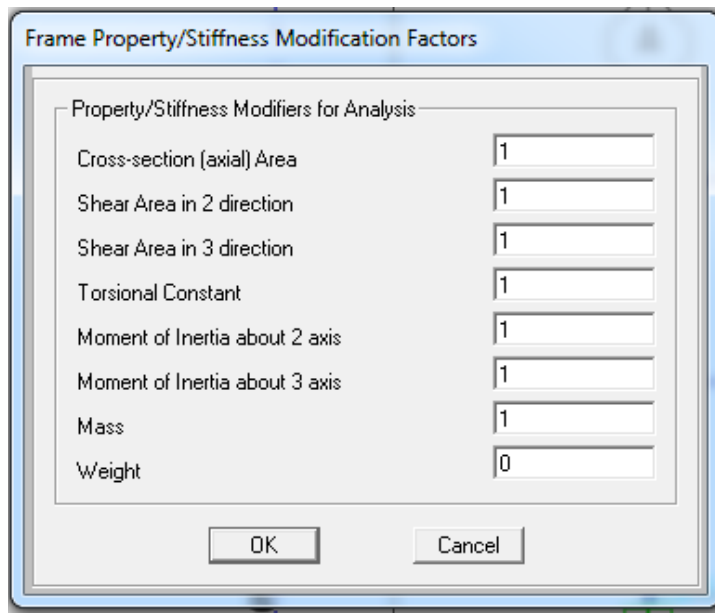 Frame Property/Stiffness Modification Factors
Property/Stiffness Modifiers for Analysis
Cross-section (axial) Area 1
Shear Area in 2 direction 1
Shear Area in 3 direction 1
Torsional Constant 1
Moment of Inertia about 2 axis 1
Moment of Inertia about 3 axis 1
Mass 1
Weight 0
OK Cancel